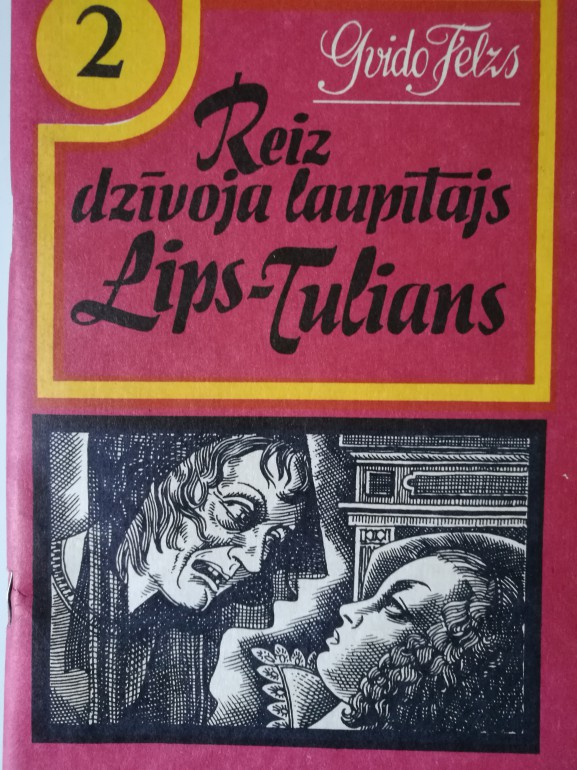 2
Gvido Felzs
Reiz
dzīvoja laupītājs
Lips-Tulians